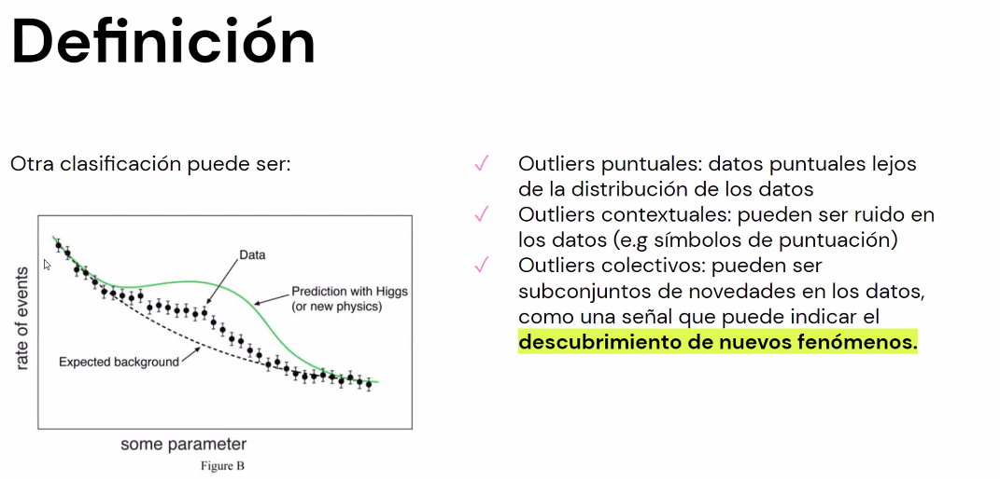 Definición
Otra clasificación puede ser:
Data
Prediction with Higgs
(or new physics)
Expected background
rate of events
some parameter
Figure B
✓ Outliers puntuales: datos puntuales lejos
de la distribución de los datos
✓ Outliers contextuales: pueden ser ruido en
los datos (e.g símbolos de puntuación)
✓ Outliers colectivos: pueden ser
subconjuntos de novedades en los datos,
como una señal que puede indicar el
descubrimiento de nuevos fenómenos.